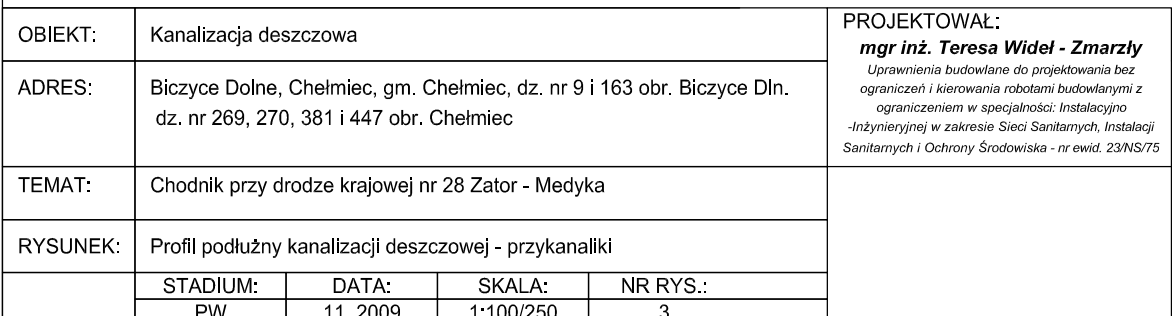 OBIEKT: Kanalizacja deszczowa
ADRES: Biczyce Dolne, Chełmiec, gm. Chełmiec, dz. nr 9 i 163 obr. Biczyce Dln.
dz. nr 269, 270, 381 i 447 obr. Chełmiec
TEMAT: Chodnik przy drodze krajowej nr 28 Zator - Medyka
RYSUNEK: Profil podłużny kanalizacji deszczowej - przykanaliki
STADIUM: DATA: SKALA: NR RYS.:
PW 11 2009 1:100/250 3
PROJEKTOWAŁ:
mgr inż. Teresa Wideł - Zmarzły
Uprawnienia budowlane do projektowania bez
ograniczeń i kierowania robotami budowlanymi z
ograniczeniem w specjalności: Instalacyjno
-Inżynieryjnej w zakresie Sieci Sanitarnych, Instalacji
Sanitarnych i Ochrony Środowiska - nr ewid. 23/NS/75